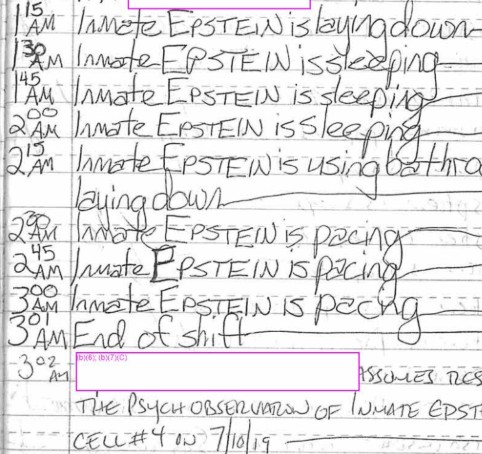 1:15 AM Inmate EPSTEIN is laying down
1:30 AM Inmate EPSTEIN is sleeping
1:45 AM Inmate EPSTEIN is sleeping
2:00 AM Inmate EPSTEIN is sleeping
2:15 AM Inmate EPSTEIN is using bathro
laying down
2:30 AM Inmate EPSTEIN is pacing
2:45 AM Inmate EPSTEIN is pacing
3:00 AM Inmate EPSTEIN is pacing
3:01 AM End of shift
(b)(6); (b)(7)(C)
3:02 AM ASSUMES RES
THE PSYCH OBSERVATION OF INMATE EPST
CELL #4 ON 7/10/19